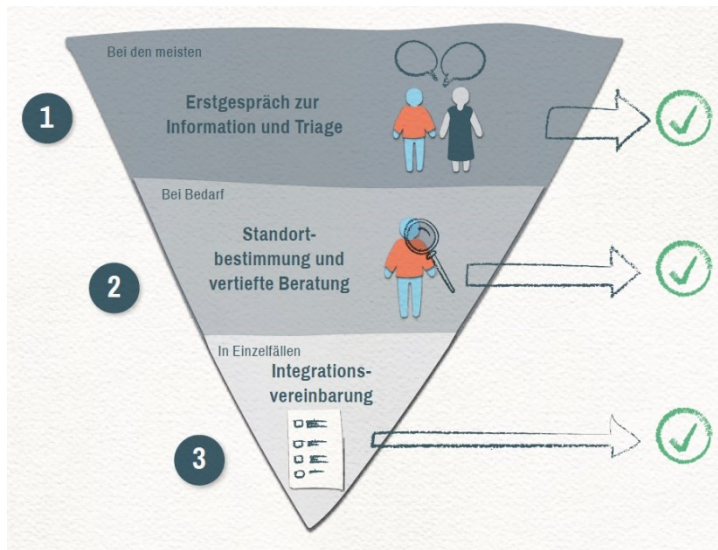 Bei den meisten
1
Erstgespräch zur
Information und Triage
Bei Bedarf
2
Standort-
bestimmung und
vertiefte Beratung
In Einzelfällen
3
Integrations-
vereinbarung